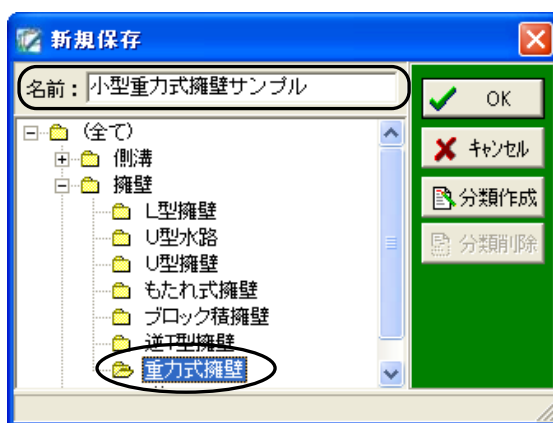 新規保存
名前：小型重力式擁壁サンプル
(全て)
側溝
擁壁
L型擁壁
U型水路
U型擁壁
もたれ式擁壁
ブロック積擁壁
逆T型擁壁
重力式擁壁
OK
キャンセル
分類作成
分類削除